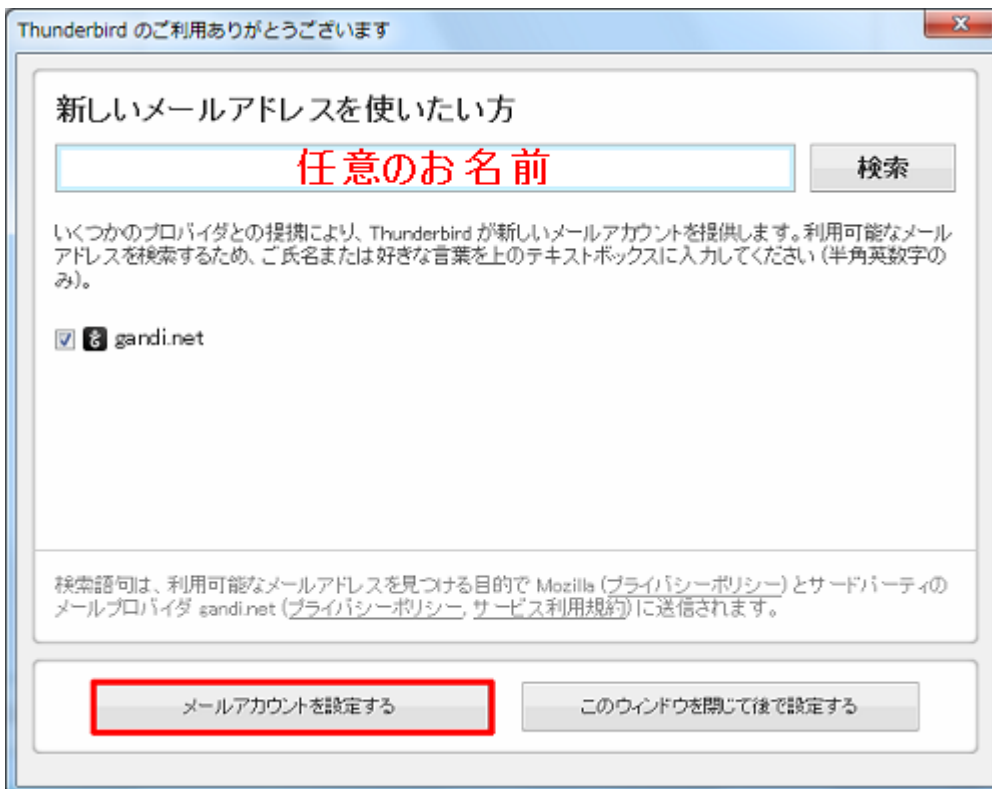 Thunderbird のご利用ありがとうございます
新しいメールアドレスを使いたい方
任意のお名前
検索
いくつかのプロバイダとの提携により、Thunderbird が新しいメールアカウントを提供します。利用可能なメール
アドレスを検索するため、ご氏名または好きな言葉を上のテキストボックスに入力してください (半角英数字の
み)。
gandi.net
検索語句は、利用可能なメールアドレスを見つける目的で Mozilla (プライバシーポリシー) とサードパーティの
メールプロバイダ gandi.net (プライバシーポリシー, サービス利用規約) に送信されます。
メールアカウントを設定する
このウィンドウを閉じて後で設定する